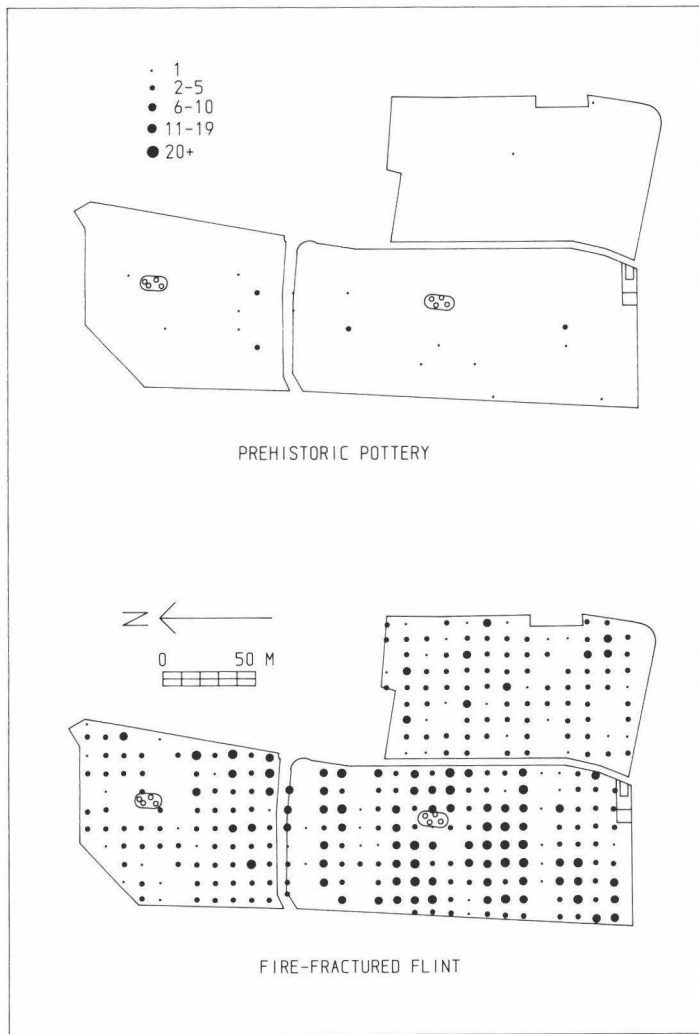 1
2-5
6-10
11-19
20+
PREHISTORIC POTTERY
N
0 50 M
FIRE-FRACTURED FLINT